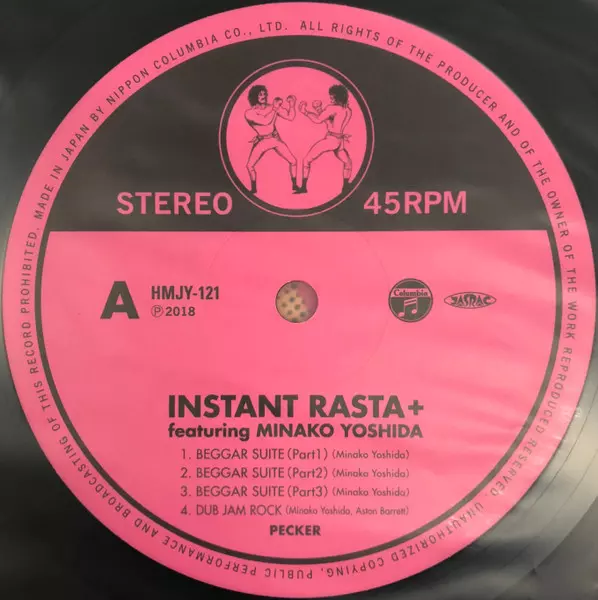 MADE IN JAPAN BY NIPPON COLUMBIA CO., LTD. ALL RIGHTS OF THE PRODUCER AND OF THE OWNER OF THE WORK REPRODUCED RESERVED. UNAUTHORIZED COPYING, PUBLIC PERFORMANCE AND BROADCASTING OF THIS RECORD PROHIBITED.
STEREO 45RPM
A HMJY-121
Ⓟ2018
Columbia JASRAC
INSTANT RASTA+
featuring MINAKO YOSHIDA
1. BEGGAR SUITE (Part1) (Minako Yoshida)
2. BEGGAR SUITE (Part2) (Minako Yoshida)
3. BEGGAR SUITE (Part3) (Minako Yoshida)
4. DUB JAM ROCK (Minako Yoshida, Aston Barrett)
PECKER